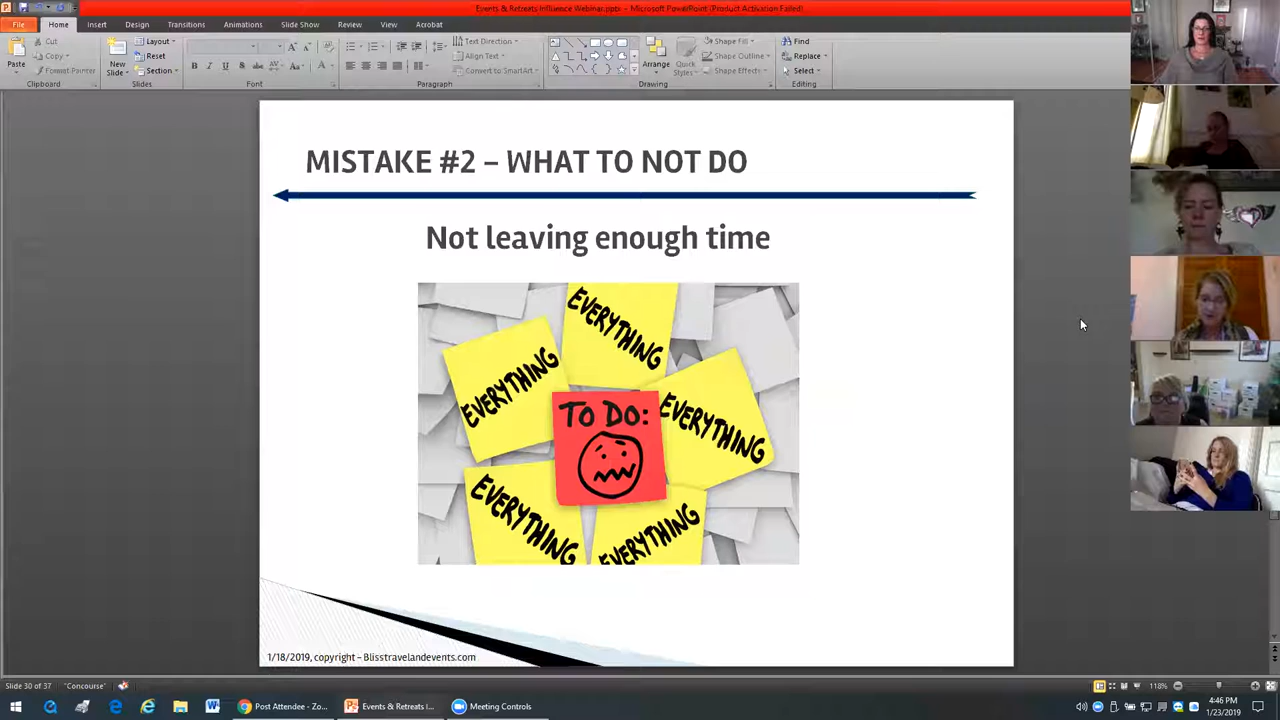 Events & Retreats Influence Webinar.pptx - Microsoft PowerPoint (Product Activation Failed)
File Home Insert Design Transitions Animations Slide Show Review View Acrobat
Paste
Cut
Copy
Format Painter
Clipboard
New
Slide
Layout
Reset
Section
Slides
B I U S
Font
Paragraph
Text Direction
Align Text
Convert to SmartArt
Arrange
Quick
Styles
Shape Fill
Shape Outline
Shape Effects
Drawing
Find
Replace
Select
Editing
MISTAKE #2 – WHAT TO NOT DO
Not leaving enough time
EVERYTHING
EVERYTHING
TO DO:
EVERYTHING
EVERYTHING
EVERYTHING
1/18/2019, copyright - Blisstravelandevents.com
Slide 30 of 37 "Concourse" 118%
Post Attendee - Zo... Events & Retreats I... Meeting Controls
4:46 PM
1/23/2019